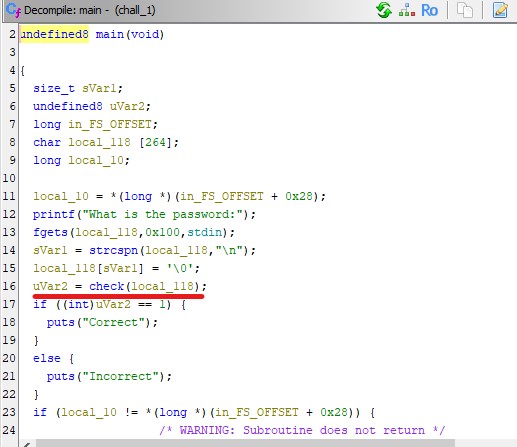 Decompile: main - (chall_1)
Ro
2 undefined8 main(void)
3
4 {
5 size_t sVar1;
6 undefined8 uVar2;
7 long in_FS_OFFSET;
8 char local_118 [264];
9 long local_10;
10
11 local_10 = *(long *)(in_FS_OFFSET + 0x28);
12 printf("What is the password:");
13 fgets(local_118,0x100,stdin);
14 sVar1 = strcspn(local_118,"\n");
15 local_118[sVar1] = '\0';
16 uVar2 = check(local_118);
17 if ((int)uVar2 == 1) {
18 puts("Correct");
19 }
20 else {
21 puts("Incorrect");
22 }
23 if (local_10 != *(long *)(in_FS_OFFSET + 0x28)) {
24 /* WARNING: Subroutine does not return */